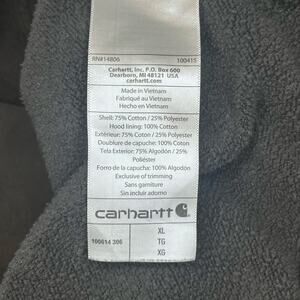 RN#14806 100415
Carhartt, Inc. P.O. Box 600
Dearborn, MI 48121 USA
carhartt.com
Made in Vietnam
Fabriqué au Vietnam
Hecho en Vietnam
Shell: 75% Cotton / 25% Polyester
Hood lining: 100% Cotton
Extérieur: 75% Coton / 25% Polyester
Doublure de capuche: 100% Coton
Tela Exterior: 75% Algodón / 25%
Poliéster
Forro de la capucha: 100% Algodón
Exclusive of trimming
Sans garniture
Sin adornos
carhartt
100614 306
XL
TG
XG